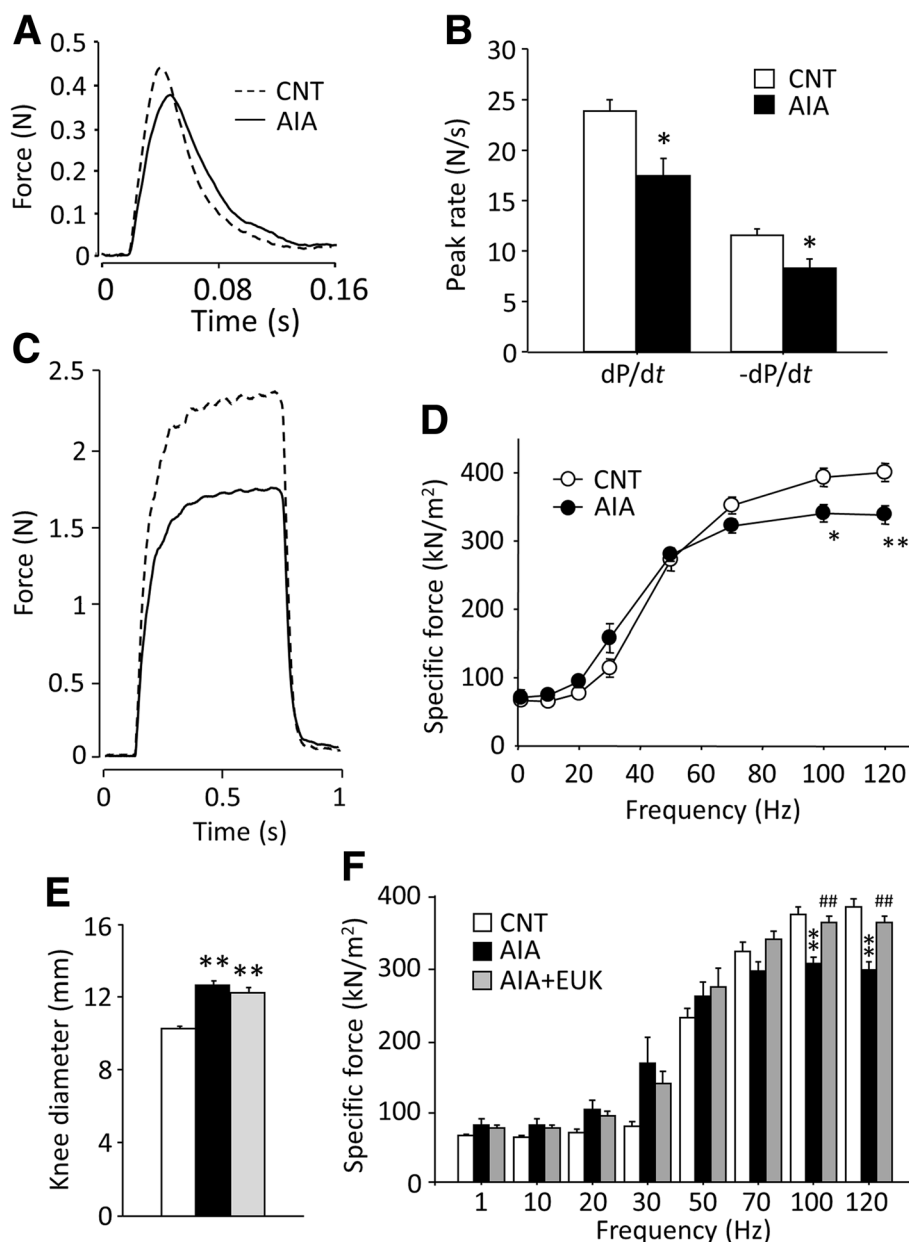 A
Force (N)
0.5
0.4
0.3
0.2
0.1
0
CNT
AIA
0
0.08
0.16
Time (s)
B
Peak rate (N/s)
30
25
20
15
10
5
0
CNT
AIA
*
*
dP/dt
-dP/dt
C
Force (N)
2.5
2
1.5
1
0.5
0
0
0.5
1
Time (s)
D
Specific force (kN/m²)
400
300
200
100
0
CNT
AIA
*
**
0
20
40
60
80
100
120
Frequency (Hz)
E
Knee diameter (mm)
16
12
8
4
0
**
**
F
Specific force (kN/m²)
400
300
200
100
0
CNT
AIA
AIA+EUK
##
##
**
**
1
10
20
30
50
70
100
120
Frequency (Hz)